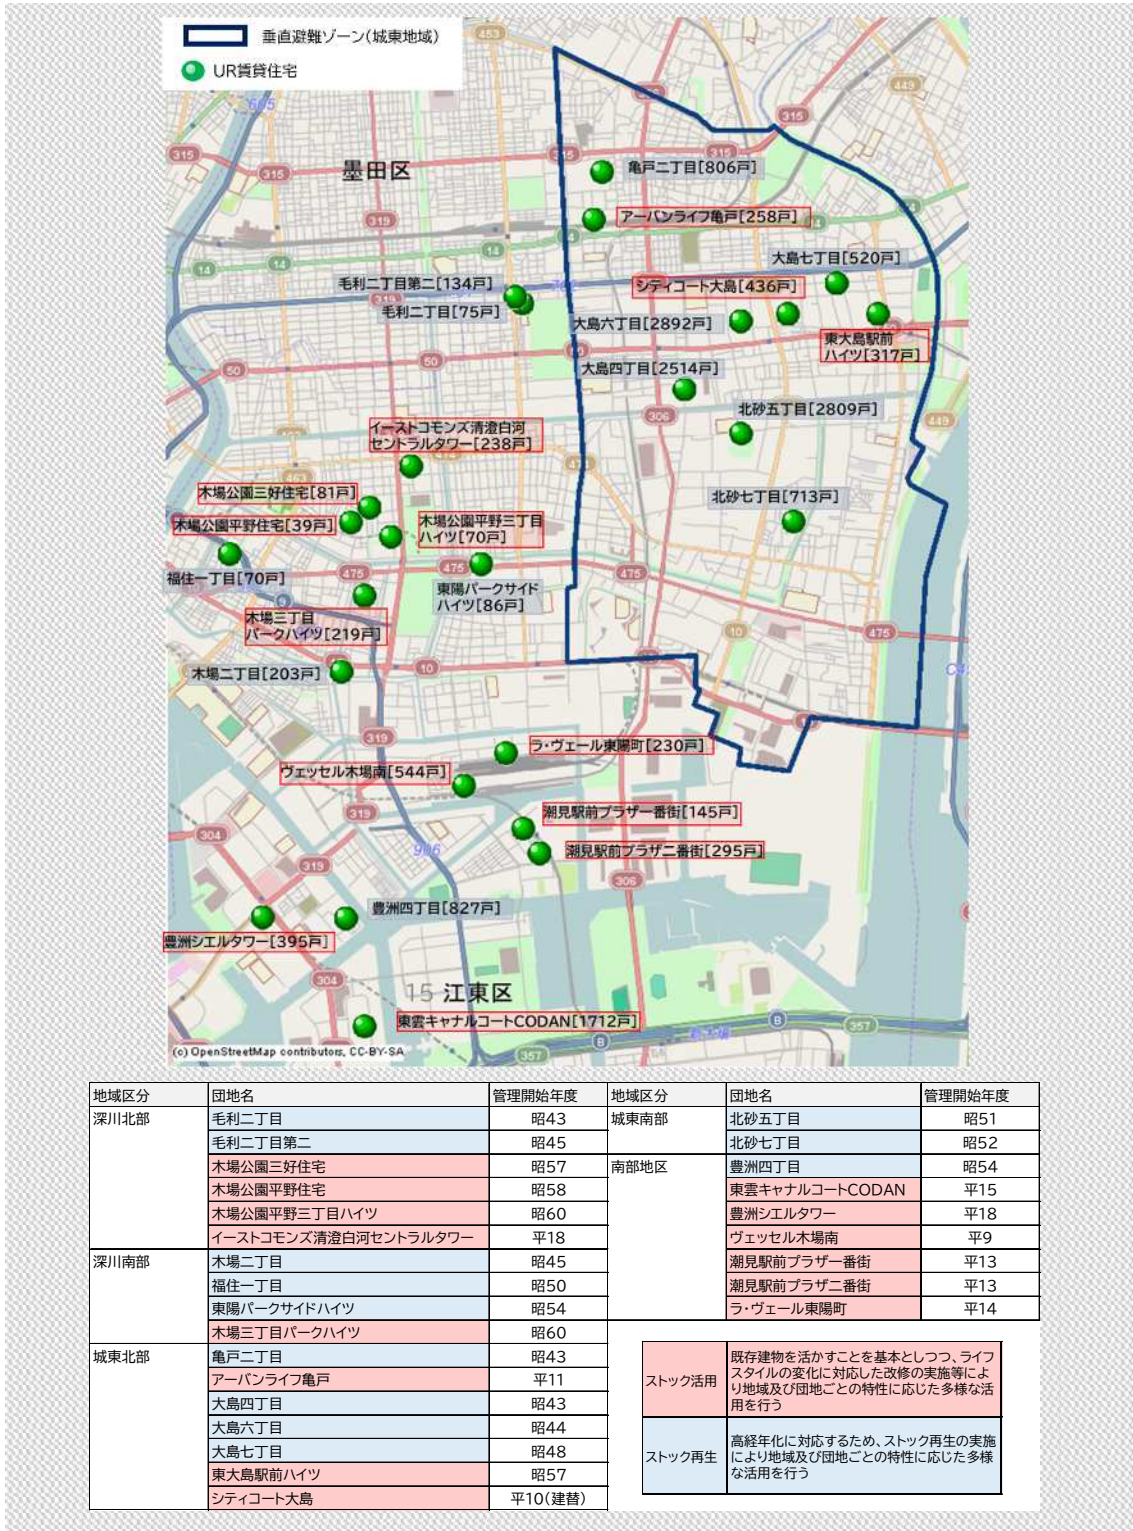 垂直避難ゾーン(城東地域)
UR賃貸住宅
453
605
449
315
315
315
315
315
墨田区
亀戸二丁目[806戸]
319
アーバンライフ亀戸[258戸]
14
14
14
14
14
大島七丁目[520戸]
毛利二丁目第二[134戸]
シティコート大島[436戸]
毛利二丁目[75戸]
大島六丁目[2892戸]
東大島駅前
ハイツ[317戸]
50
50
大島四丁目[2514戸]
306
北砂五丁目[2809戸]
449
イーストコモンズ清澄白河
セントラルタワー[238戸]
木場公園三好住宅[81戸]
北砂七丁目[713戸]
木場公園平野住宅[39戸]
木場公園平野三丁目
ハイツ[70戸]
福住一丁目[70戸]
475
475
475
東陽パークサイド
ハイツ[86戸]
9
木場三丁目
パークハイツ[219戸]
10
475
木場二丁目[203戸]
10
319
ラ・ヴェール東陽町[230戸]
ヴェッセル木場南[544戸]
319
潮見駅前プラザ一番街[145戸]
304
906
潮見駅前プラザ二番街[295戸]
319
306
豊洲四丁目[827戸]
豊洲シエルタワー[395戸]
304
15 江東区
東雲キャナルコートCODAN[1712戸]
B
357
B
357
(c) OpenStreetMap contributors, CC-BY-SA
地域区分 団地名 管理開始年度 地域区分 団地名 管理開始年度
深川北部 毛利二丁目 昭43 城東南部 北砂五丁目 昭51
毛利二丁目第二 昭45 北砂七丁目 昭52
木場公園三好住宅 昭57 南部地区 豊洲四丁目 昭54
木場公園平野住宅 昭58 東雲キャナルコートCODAN 平15
木場公園平野三丁目ハイツ 昭60 豊洲シエルタワー 平18
イーストコモンズ清澄白河セントラルタワー 平18 ヴェッセル木場南 平9
深川南部 木場二丁目 昭45 潮見駅前プラザ一番街 平13
福住一丁目 昭50 潮見駅前プラザ二番街 平13
東陽パークサイドハイツ 昭54 ラ・ヴェール東陽町 平14
木場三丁目パークハイツ 昭60
城東北部 亀戸二丁目 昭43
アーバンライフ亀戸 平11
大島四丁目 昭43
大島六丁目 昭44
大島七丁目 昭48
東大島駅前ハイツ 昭57
シティコート大島 平10(建替)
ストック活用
既存建物を活かすことを基本としつつ、ライフ
スタイルの変化に対応した改修の実施等によ
り地域及び団地ごとの特性に応じた多様な活
用を行う
ストック再生
高経年化に対応するため、ストック再生の実施
により地域及び団地ごとの特性に応じた多様
な活用を行う